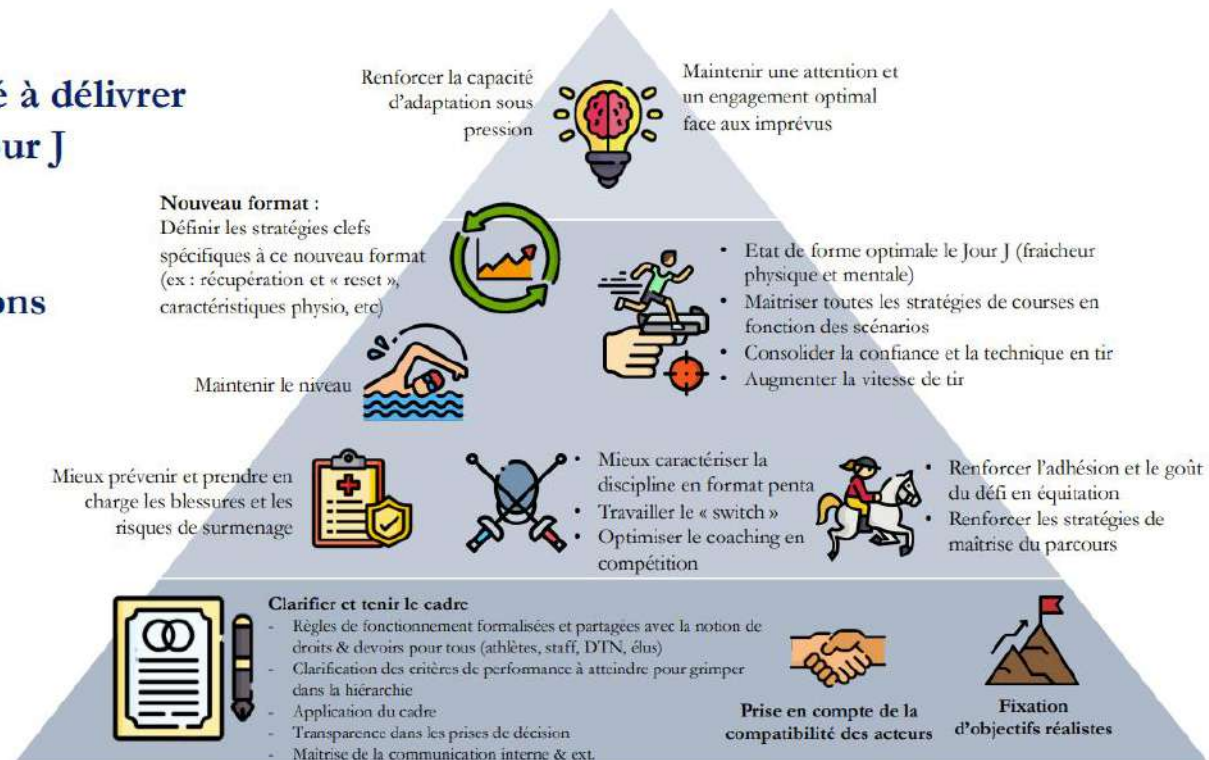 é à délivrer
ur J
ons
Renforcer la capacité
d'adaptation sous
pression
Maintenir une attention et
un engagement optimal
face aux imprévus
Nouveau format :
Définir les stratégies clefs
spécifiques à ce nouveau format
(ex : récupération et « reset »,
caractéristiques physio, etc)
• Etat de forme optimale le Jour J (fraicheur
physique et mentale)
• Maitriser toutes les stratégies de courses en
fonction des scénarios
• Consolider la confiance et la technique en tir
• Augmenter la vitesse de tir
Maintenir le niveau
Mieux prévenir et prendre en
charge les blessures et les
risques de surmenage
• Mieux caractériser la
discipline en format penta
• Travailler le « switch »
• Optimiser le coaching en
compétition
• Renforcer l'adhésion et le goût
du défi en équitation
• Renforcer les stratégies de
maîtrise du parcours
Clarifier et tenir le cadre
- Règles de fonctionnement formalisées et partagées avec la notion de
droits & devoirs pour tous (athlètes, staff, DTN, élus)
- Clarification des critères de performance à atteindre pour grimper
dans la hiérarchie
- Application du cadre
- Transparence dans les prises de décision
- Maitrise de la communication interne & ext.
Prise en compte de la
compatibilité des acteurs
Fixation
d'objectifs réalistes